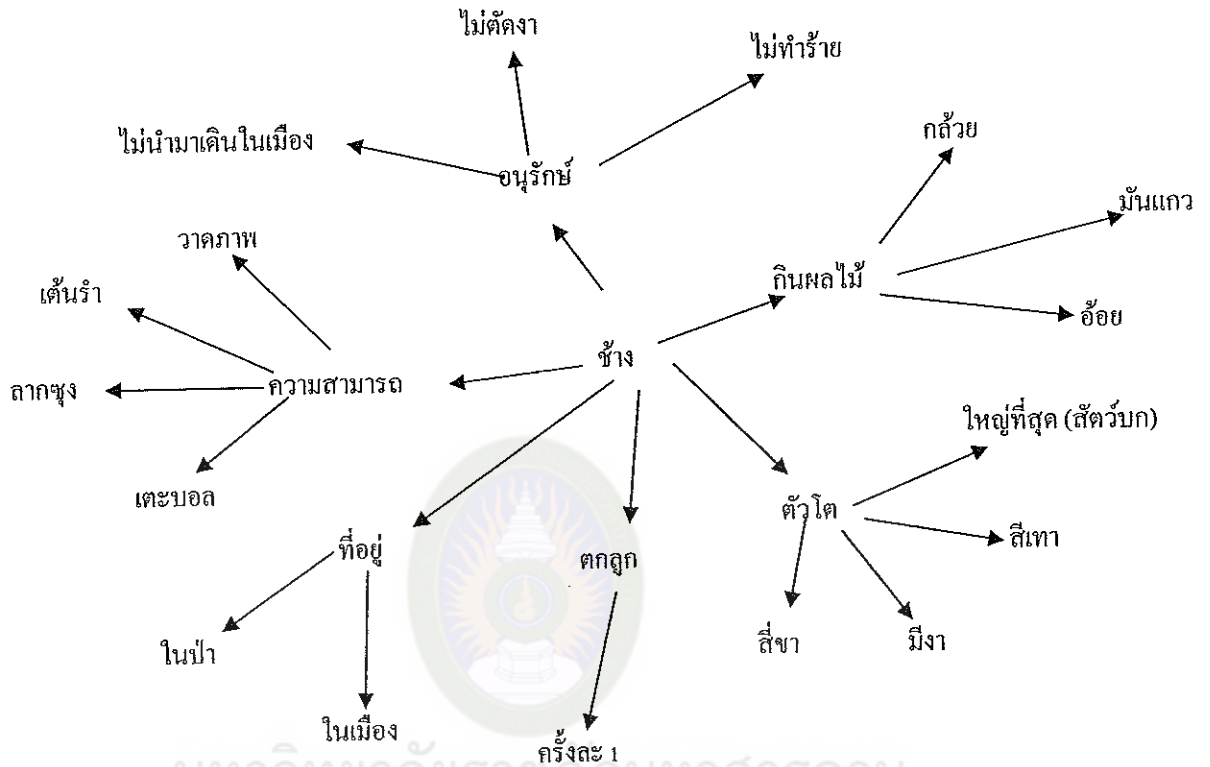 ไม่ตัดงา
ไม่ทำร้าย
ไม่นำมาเดินในเมือง
อนุรักษ์
กล้วย
มันแกว
วาดภาพ
กินผลไม้
เต้นรำ
อ้อย
ช้าง
ลากซุง
ความสามารถ
ใหญ่ที่สุด (สัตว์บก)
เตะบอล
ตัวโต
สีเทา
ที่อยู่
ตกลูก
สี่ขา
มีงา
ในป่า
ในเมือง
ครั้งละ 1